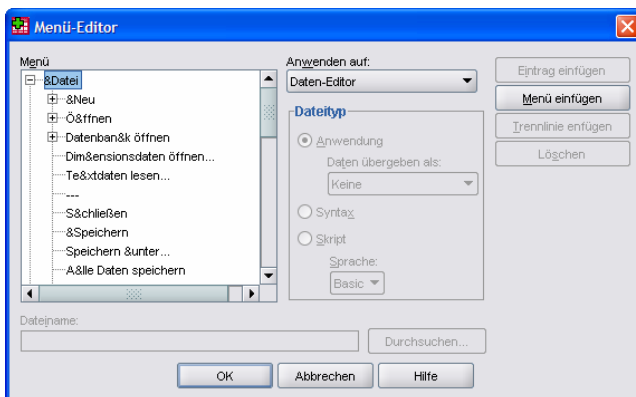 Menü-Editor
Menü
&Datei
&Neu
Ö&ffnen
Datenban&k öffnen
Dim&ensionsdaten öffnen...
Te&xtdaten lesen...
---
S&chließen
&Speichern
Speichern &unter...
A&lle Daten speichern
Anwenden auf:
Daten-Editor
Dateityp
Anwendung
Daten übergeben als:
Keine
Syntax
Skript
Sprache:
Basic
Eintrag einfügen
Menü einfügen
Trennlinie enfügen
Löschen
Dateiname:
Durchsuchen...
OK
Abbrechen
Hilfe